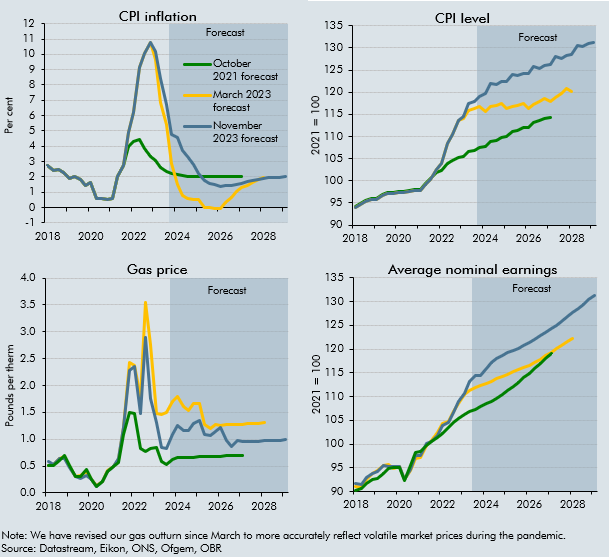 CPI inflation
12
11
10
9
8
7
6
5
4
3
2
1
0
-1
Per cent
Forecast
October
2021 forecast
March 2023
forecast
November
2023 forecast
2018 2020 2022 2024 2026 2028
CPI level
135
130
125
120
115
110
105
100
95
90
2021 = 100
Forecast
2018 2020 2022 2024 2026 2028
Gas price
4.0
3.5
3.0
2.5
2.0
1.5
1.0
0.5
0.0
Pounds per therm
Forecast
2018 2020 2022 2024 2026 2028
Average nominal earnings
135
130
125
120
115
110
105
100
95
90
2021 = 100
Forecast
2018 2020 2022 2024 2026 2028
Note: We have revised our gas outturn since March to more accurately reflect volatile market prices during the pandemic.
Source: Datastream, Eikon, ONS, Ofgem, OBR